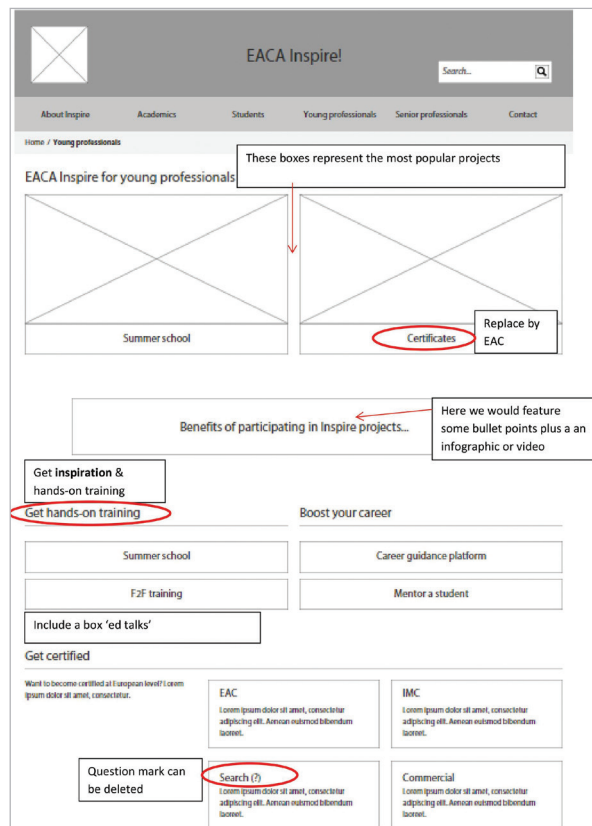 EACA Inspire!
Search...
About Inspire Academics Students Young professionals Senior professionals Contact
Home / Young professionals
These boxes represent the most popular projects
EACA Inspire for young professionals
Summer school
Certificates
Replace by
EAC
Benefits of participating in Inspire projects...
Here we would feature
some bullet points plus a an
infographic or video
Get inspiration &
hands-on training
Get hands-on training
Boost your career
Summer school
Career guidance platform
F2F training
Mentor a student
Include a box ‘ed talks’
Get certified
Want to become certified at European level? Lorem
ipsum dolor sit amet, consectetur.
EAC
Lorem ipsum dolor sit amet, consectetur
adipiscing elit. Aenean euismod bibendum
laoreet.
IMC
Lorem ipsum dolor sit amet, consectetur
adipiscing elit. Aenean euismod bibendum
laoreet.
Question mark can
be deleted
Search (?)
Lorem ipsum dolor sit amet, consectetur
adipiscing elit. Aenean euismod bibendum
laoreet.
Commercial
Lorem ipsum dolor sit amet, consectetur
adipiscing elit. Aenean euismod bibendum
laoreet.